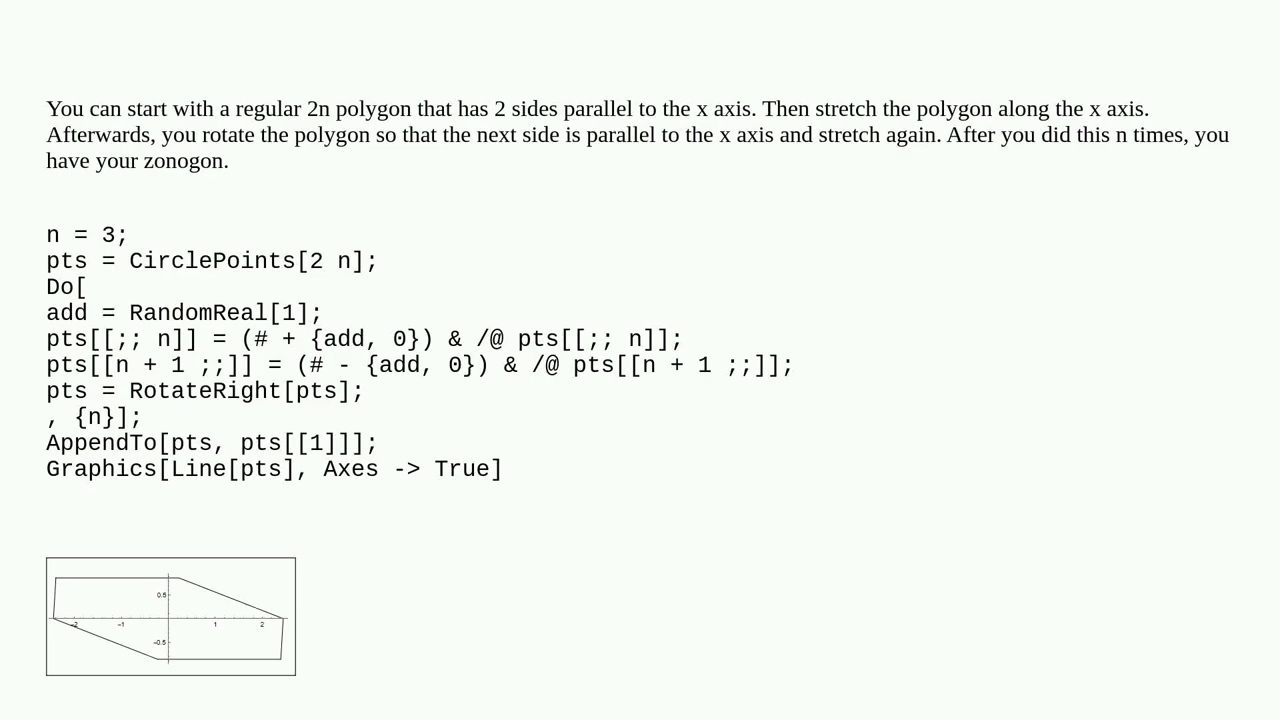 You can start with a regular 2n polygon that has 2 sides parallel to the x axis. Then stretch the polygon along the x axis.
Afterwards, you rotate the polygon so that the next side is parallel to the x axis and stretch again. After you did this n times, you
have your zonogon.
n = 3;
pts = CirclePoints[2 n];
Do[
add = RandomReal[1];
pts[[;; n]] = (# + {add, 0}) & /@ pts[[;; n]];
pts[[n + 1 ;;]] = (# - {add, 0}) & /@ pts[[n + 1 ;;]];
pts = RotateRight[pts];
, {n}];
AppendTo[pts, pts[[1]]];
Graphics[Line[pts], Axes -> True]
0.5
-2 -1 1 2
-0.5